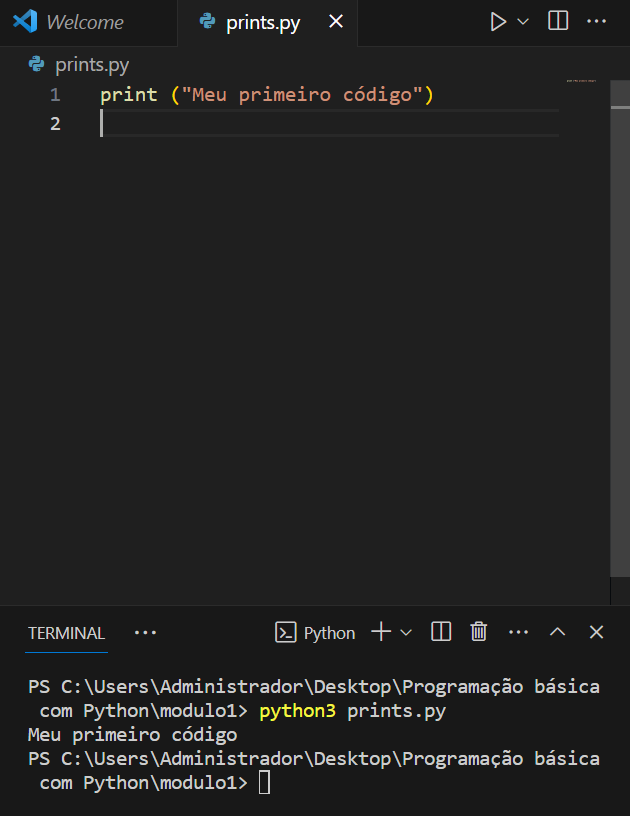 Welcome
prints.py
prints.py
1 print ("Meu primeiro código")
2
TERMINAL
Python
PS C:\Users\Administrador\Desktop\Programação básica
com Python\modulo1> python3 prints.py
Meu primeiro código
PS C:\Users\Administrador\Desktop\Programação básica
com Python\modulo1>